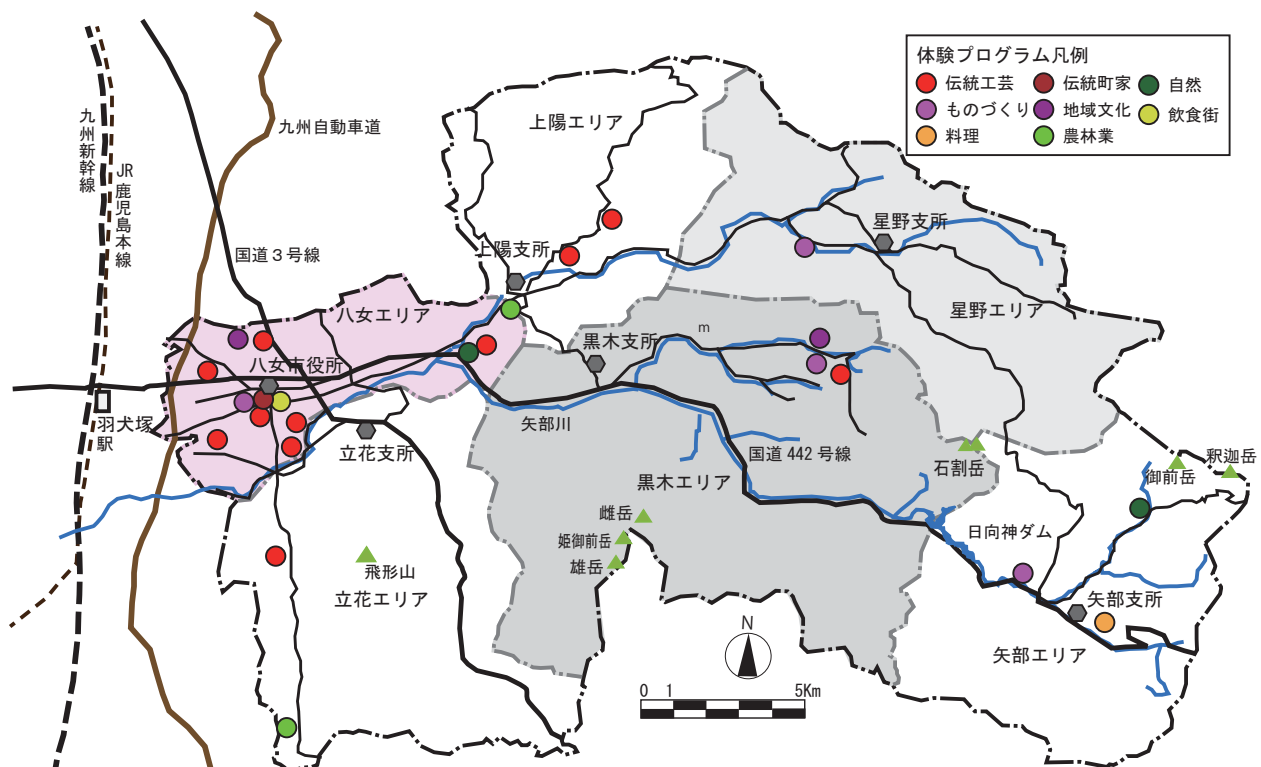 体験プログラム凡例
伝統工芸
伝統町家
自然
ものづくり
地域文化
飲食街
料理
農林業
九州新幹線
JR鹿児島本線
九州自動車道
国道3号線
上陽エリア
上陽支所
星野支所
星野エリア
八女エリア
八女市役所
黒木支所
m
羽犬塚駅
立花支所
矢部川
国道442号線
黒木エリア
石割岳
御前岳
釈迦岳
雌岳
姫御前岳
雄岳
日向神ダム
飛形山
立花エリア
矢部支所
矢部エリア
N
0 1 5Km